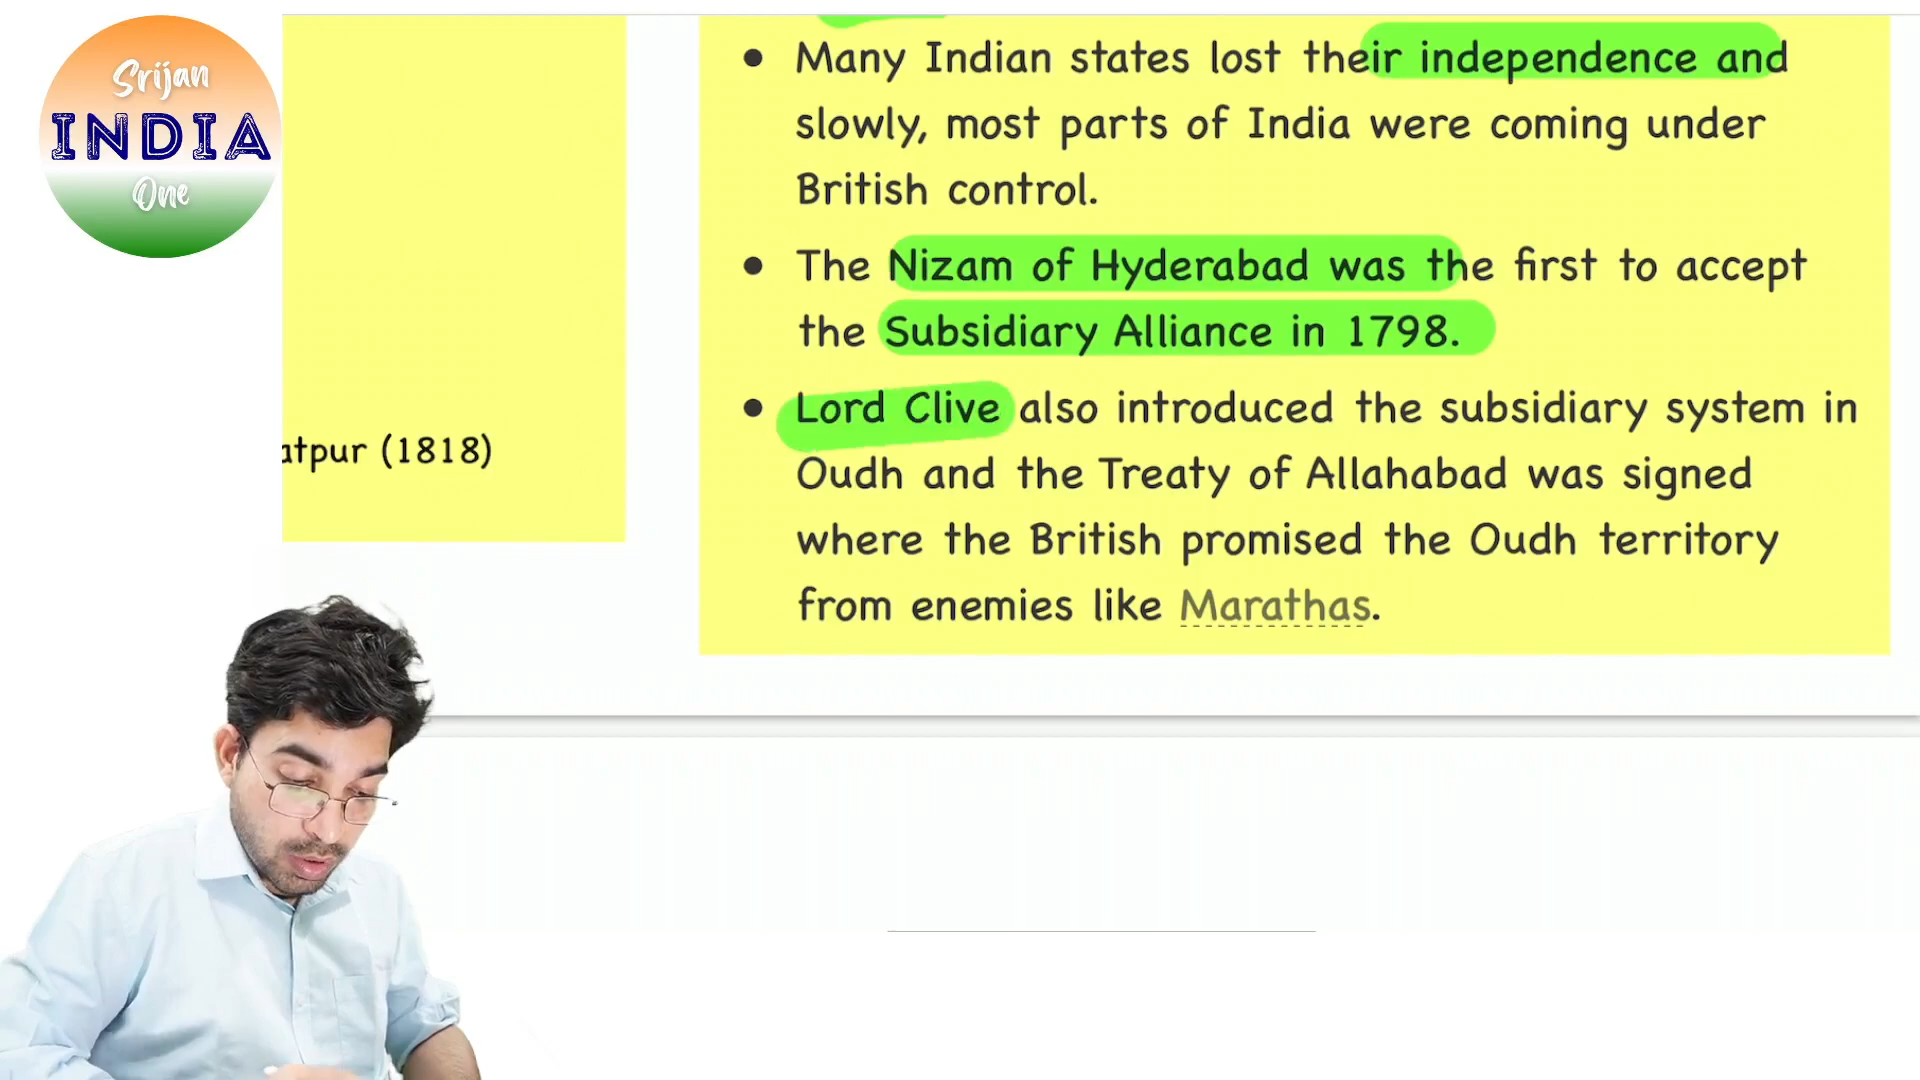 Srijan
INDIA
One
atpur (1818)
Many Indian states lost their independence and
slowly, most parts of India were coming under
British control.
The Nizam of Hyderabad was the first to accept
the Subsidiary Alliance in 1798.
Lord Clive also introduced the subsidiary system in
Oudh and the Treaty of Allahabad was signed
where the British promised the Oudh territory
from enemies like Marathas.